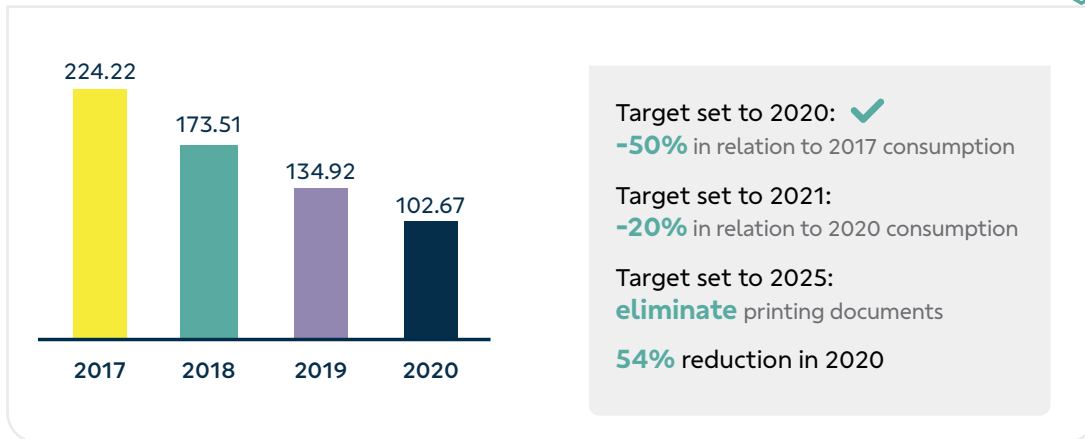 224.22
173.51
134.92
102.67
2017 2018 2019 2020
Target set to 2020:
-50% in relation to 2017 consumption
Target set to 2021:
-20% in relation to 2020 consumption
Target set to 2025:
eliminate printing documents
54% reduction in 2020